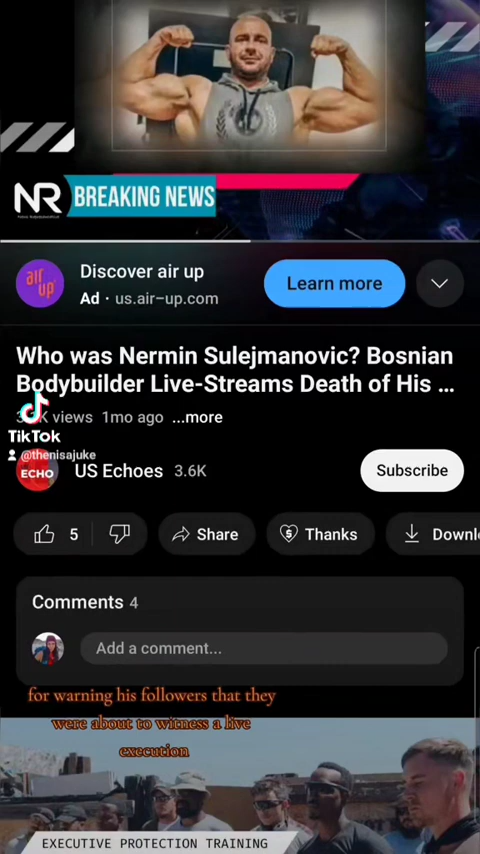 NR BREAKING NEWS
air up
Discover air up
Ad · us.air-up.com
Learn more
Who was Nermin Sulejmanovic? Bosnian
Bodybuilder Live-Streams Death of His ...
views 1mo ago ...more
TikTok
@thenisajuke
ECHO
US Echoes 3.6K
Subscribe
5
Share
Thanks
Downl
Comments 4
Add a comment...
for warning his followers that they
were about to witness a live
execution
EXECUTIVE PROTECTION TRAINING